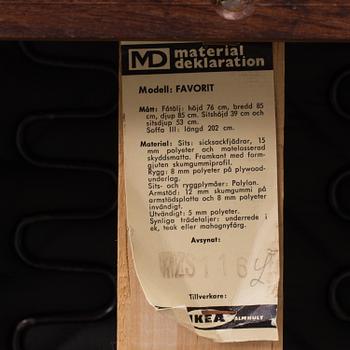 MD material
deklaration
Modell: FAVORIT
Mått: Fåtölj: höjd 76 cm, bredd 85
cm, djup 85 cm. Sitshöjd 39 cm och
sitsdjup 53 cm.
Soffa III: längd 202 cm.
Material: Sits: sicksackfjädrar, 15
mm polyeter och mataleserad
skyddsmatta. Framkant med form-
gjuten skumgummiprofil.
Rygg: 8 mm polyeter på plywood-
underlag.
Sits- och ryggplymåer: Polylon.
Armstöd: 12 mm skumgummi på
armstödsplatta och 8 mm polyeter
invändigt.
Utvändigt: 5 mm polyeter.
Synliga trädetaljer: underrede i
ek, teak eller mahognyfärg.
Avsynat:
116
Tillverkare:
IKEA ÄLMHULT